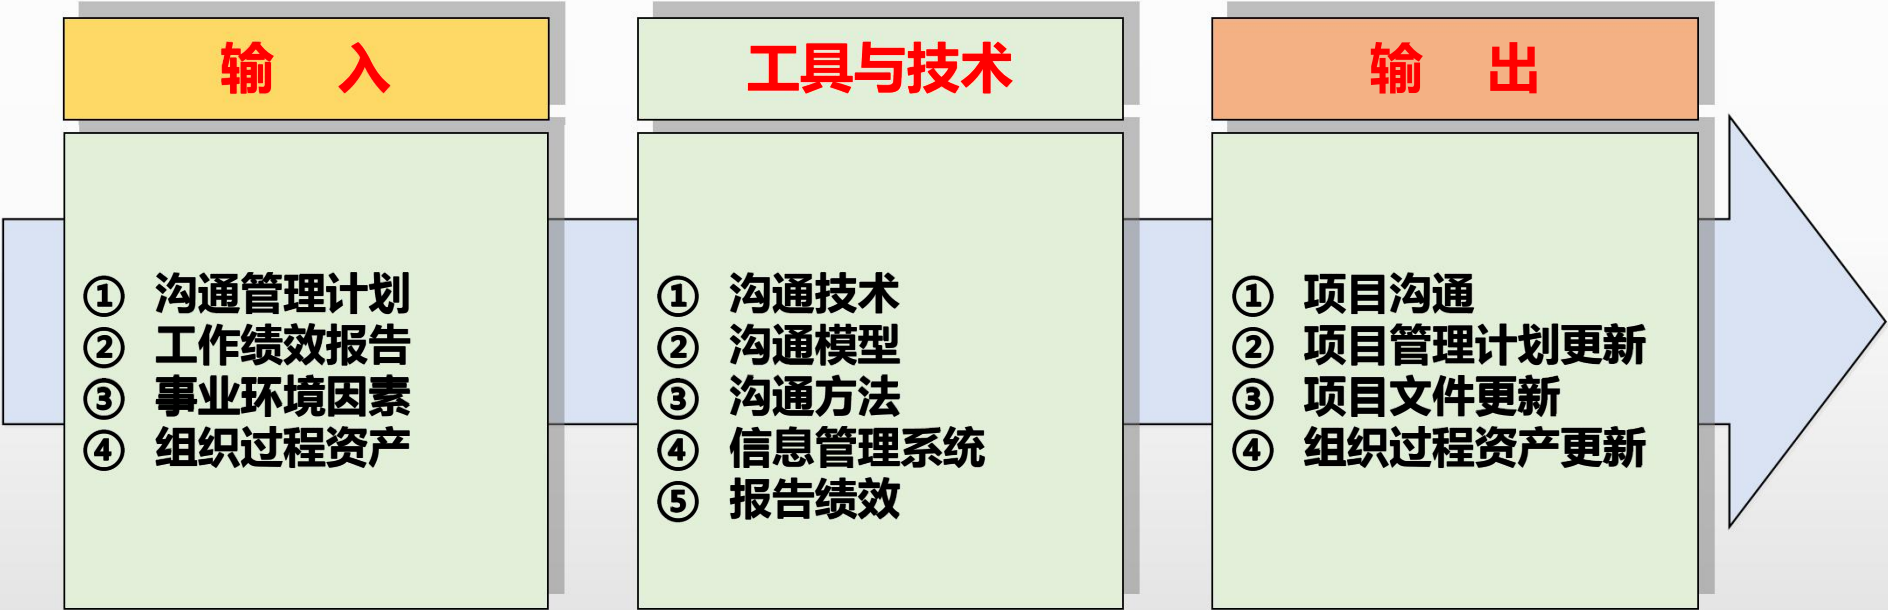 输 入
① 沟通管理计划
② 工作绩效报告
③ 事业环境因素
④ 组织过程资产
工具与技术
① 沟通技术
② 沟通模型
③ 沟通方法
④ 信息管理系统
⑤ 报告绩效
输 出
① 项目沟通
② 项目管理计划更新
③ 项目文件更新
④ 组织过程资产更新